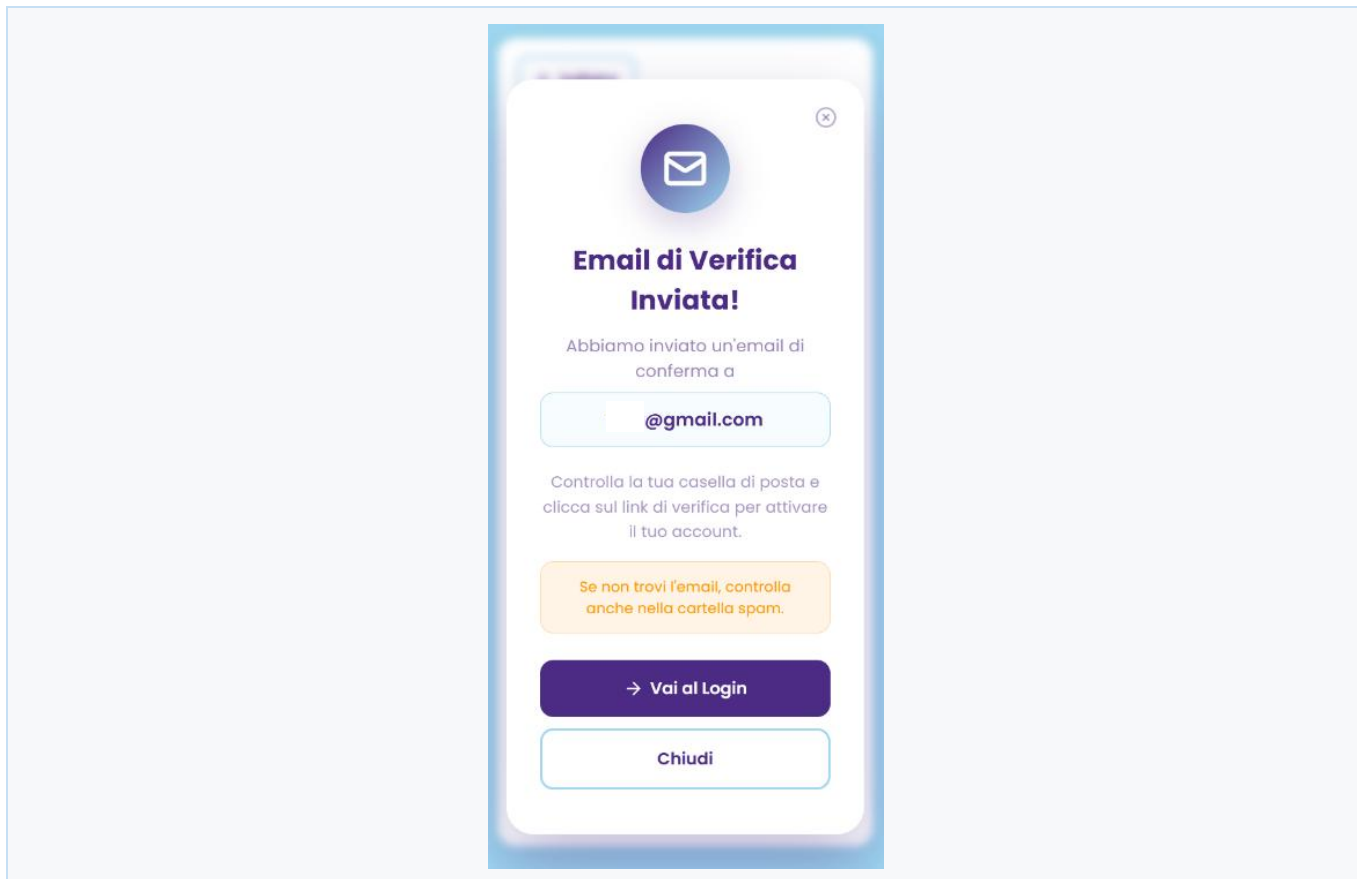 Email di Verifica
Inviata!
Abbiamo inviato un'email di
conferma a
@gmail.com
Controlla la tua casella di posta e
clicca sul link di verifica per attivare
il tuo account.
Se non trovi l'email, controlla
anche nella cartella spam.
→ Vai al Login
Chiudi